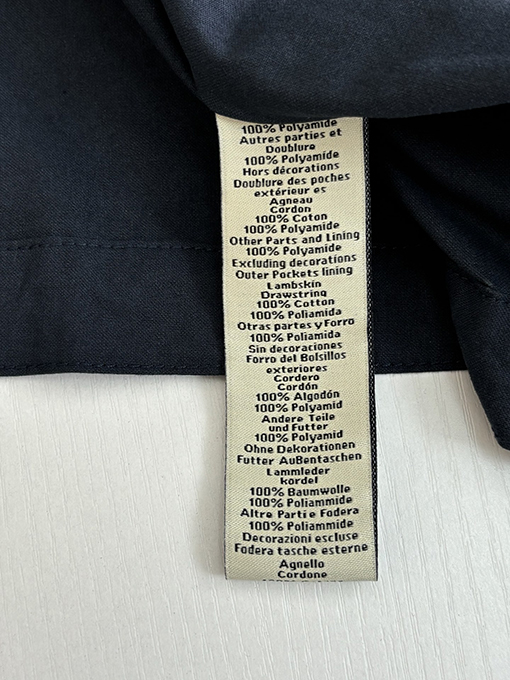 100% Polyamide
Autres parties et
Doublure
100% Polyamide
Hors décorations
Doublure des poches
extérieur es
Agneau
Cordon
100% Coton
100% Polyamide
Other Parts and Lining
100% Polyamide
Excluding decorations
Outer Pockets lining
Lambskin
Drawstring
100% Cotton
100% Poliamida
Otras partes y Forro
100% Poliamida
Sin decoraciones
Forro del Bolsillos
exteriores
Cordero
Cordón
100% Algodón
100% Polyamid
Andere Teile
und Futter
100% Polyamid
Ohne Dekorationen
Futter Außentaschen
Lammleder
kordel
100% Baumwolle
100% Poliammide
Altre Parti e Fodera
100% Poliammide
Decorazioni escluse
Fodera tasche esterne
Agnello
Cordone